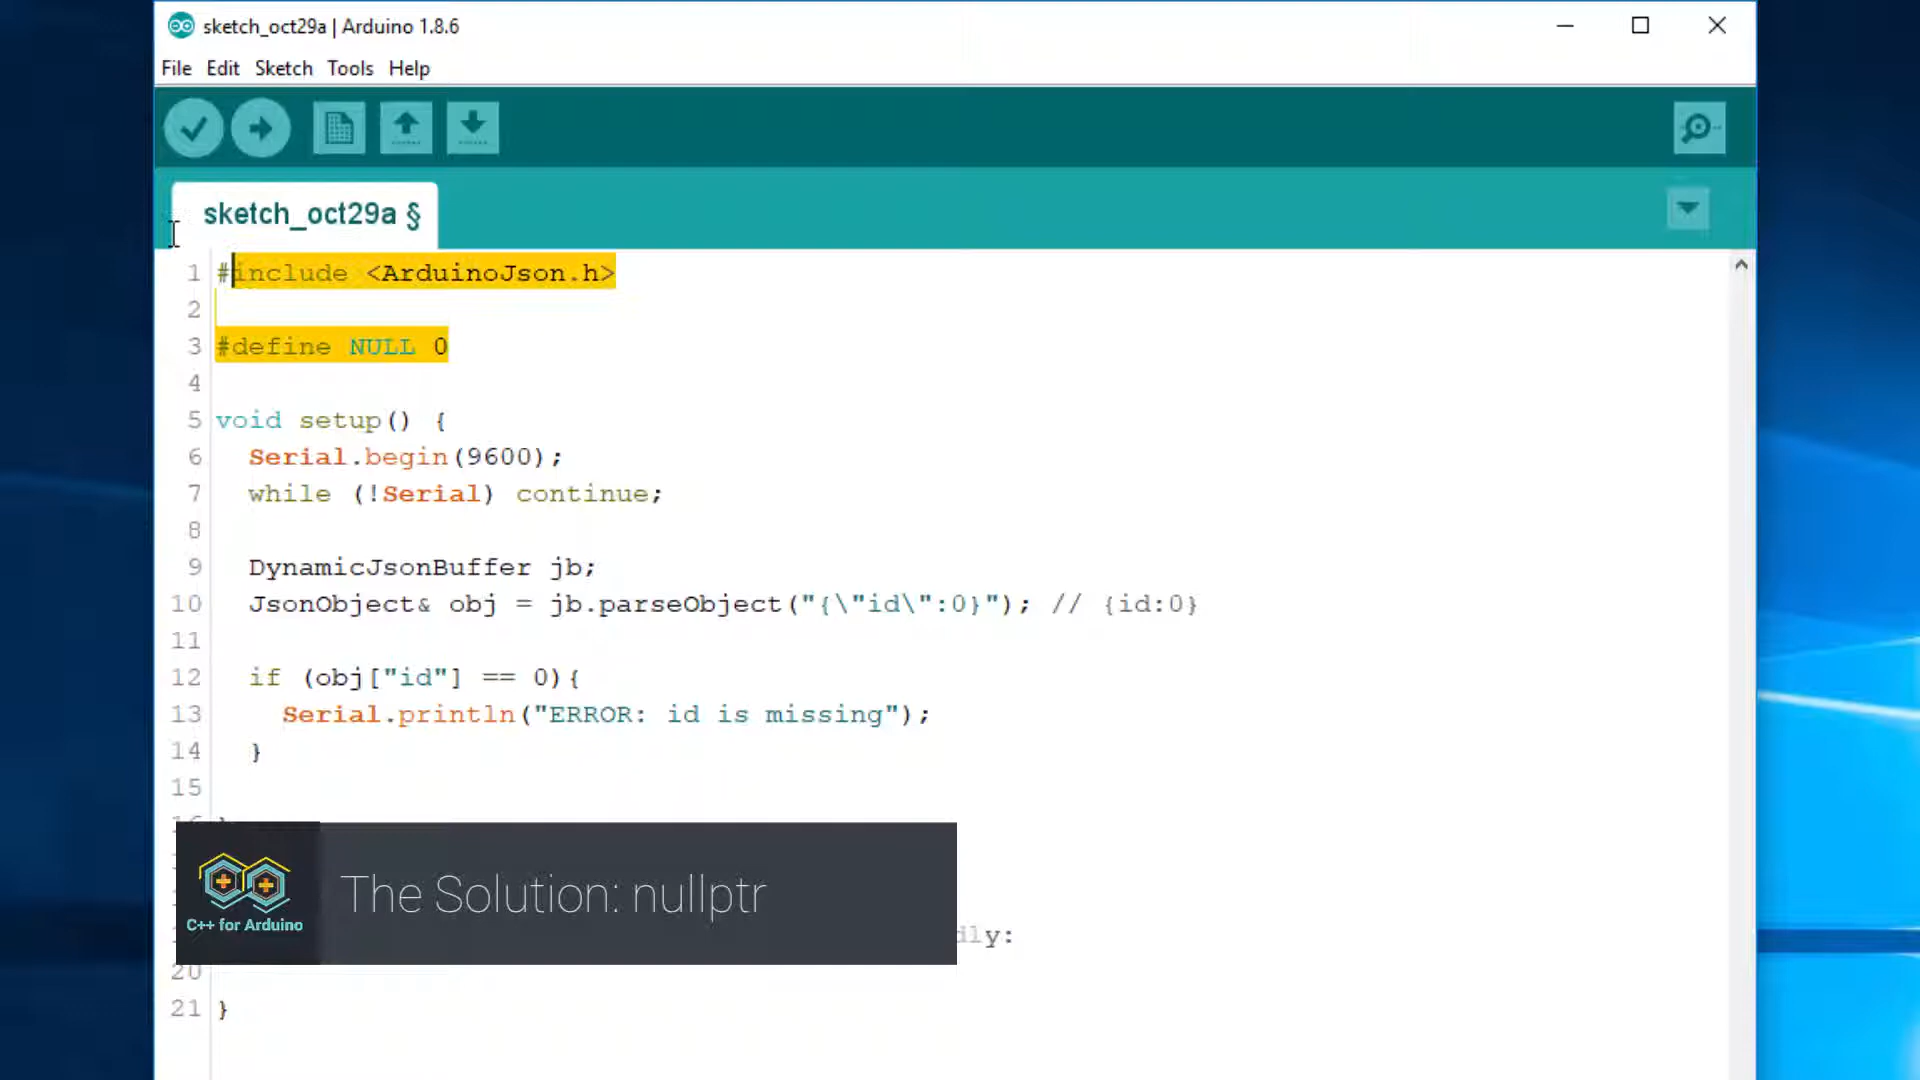 sketch_oct29a | Arduino 1.8.6
File Edit Sketch Tools Help
sketch_oct29a §
1 #include <ArduinoJson.h>
2
3 #define NULL 0
4
5 void setup() {
6 Serial.begin(9600);
7 while (!Serial) continue;
8
9 DynamicJsonBuffer jb;
10 JsonObject& obj = jb.parseObject("{\"id\":0}"); // {id:0}
11
12 if (obj["id"] == 0){
13 Serial.println("ERROR: id is missing");
14 }
15
C++ for Arduino
The Solution: nullptr
dly:
20
21 }